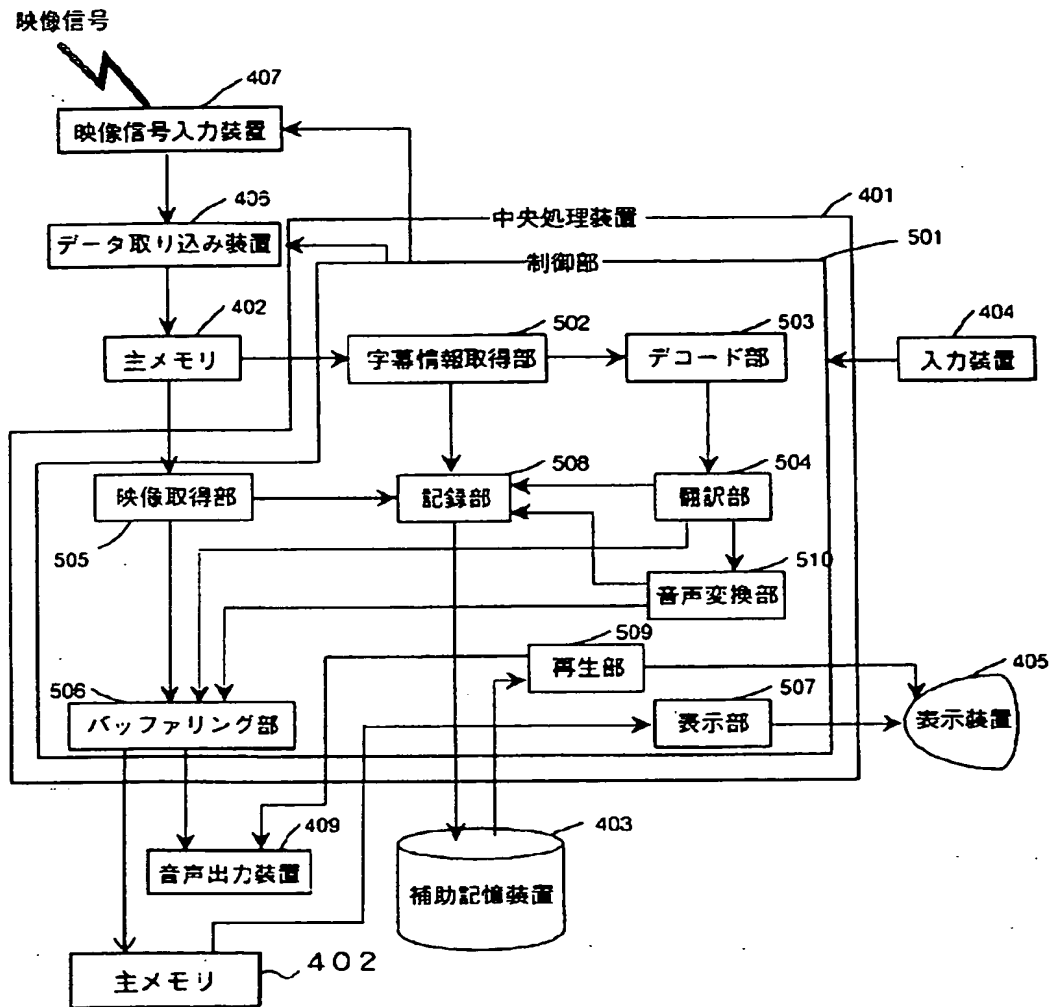 映像信号
407
映像信号入力装置
406
データ取り込み装置
401
中央処理装置
501
制御部
402
主メモリ
502
字幕情報取得部
503
デコード部
404
入力装置
映像取得部
505
508
記録部
504
翻訳部
510
音声変換部
509
再生部
405
表示装置
506
バッファリング部
507
表示部
409
音声出力装置
403
補助記憶装置
402
主メモリ